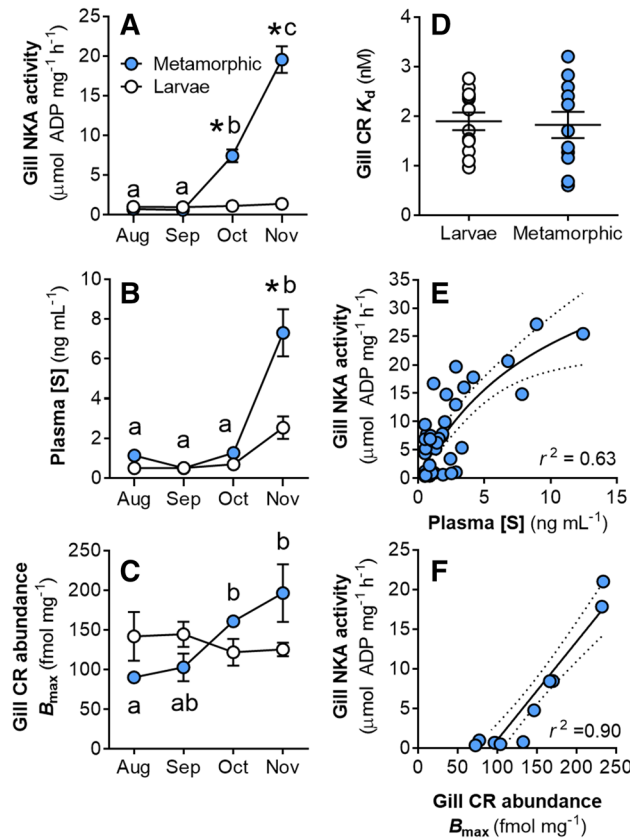 A
Gill NKA activity
(μmol ADP mg⁻¹ h⁻¹)
25
20
15
10
5
0
Metamorphic
Larvae
a
a
*b
*c
Aug Sep Oct Nov
D
Gill CR Kd (nM)
4
3
2
1
0
Larvae Metamorphic
B
Plasma [S] (ng mL⁻¹)
10
8
6
4
2
0
a
a
a
*b
Aug Sep Oct Nov
E
Gill NKA activity
(μmol ADP mg⁻¹ h⁻¹)
35
30
25
20
15
10
5
0
r² = 0.63
0 5 10 15
Plasma [S] (ng mL⁻¹)
C
Gill CR abundance
Bmax (fmol mg⁻¹)
250
200
150
100
50
0
a
ab
b
b
Aug Sep Oct Nov
F
Gill NKA activity
(μmol ADP mg⁻¹ h⁻¹)
25
20
15
10
5
0
r² =0.90
0 50 100 150 200 250
Gill CR abundance
Bmax (fmol mg⁻¹)